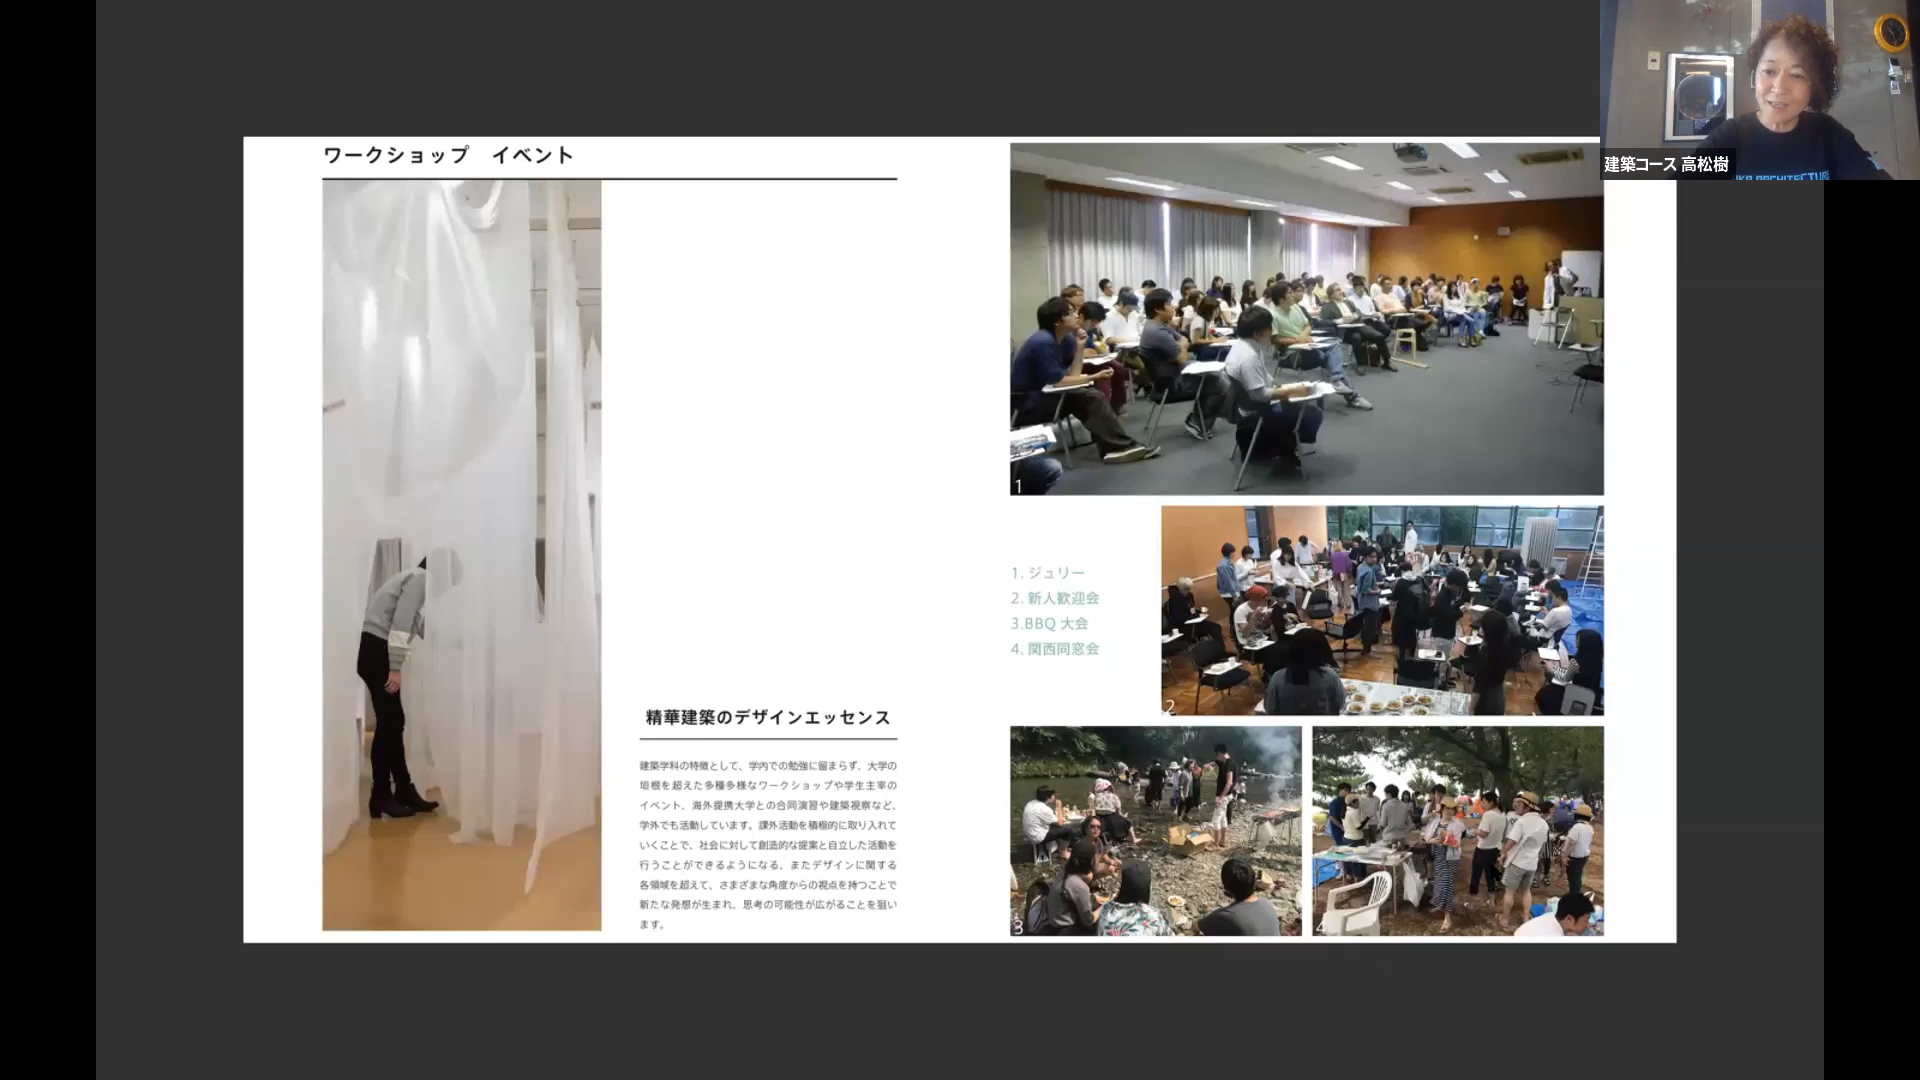 ワークショップ　イベント
精華建築のデザインエッセンス
建築学科の特徴として、学内での勉強に留まらず、大学の
垣根を超えた多種多様なワークショップや学生主宰の
イベント、海外提携大学との合同演習や建築視察など、
学外でも活動しています。課外活動を積極的に取り入れて
いくことで、社会に対して創造的な提案と自立した活動を
行うことができるようになる、またデザインに関する
各領域を超えて、さまざまな角度からの視点を持つことで
新たな発想が生まれ、思考の可能性が広がることを狙い
ます。
1
1. ジュリー
2. 新人歓迎会
3.BBQ 大会
4. 関西同窓会
2
3
4
建築コース 高松樹